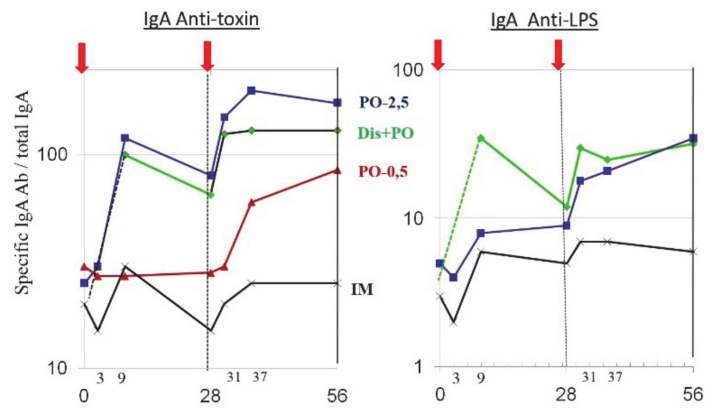 IgA Anti-toxin
IgA Anti-LPS
Specific IgA Ab / total IgA
100
10
PO-2,5
Dis+PO
PO-0,5
IM
3 9 31 37
0 28 56
100
10
1
3 9 31 37
0 28 56